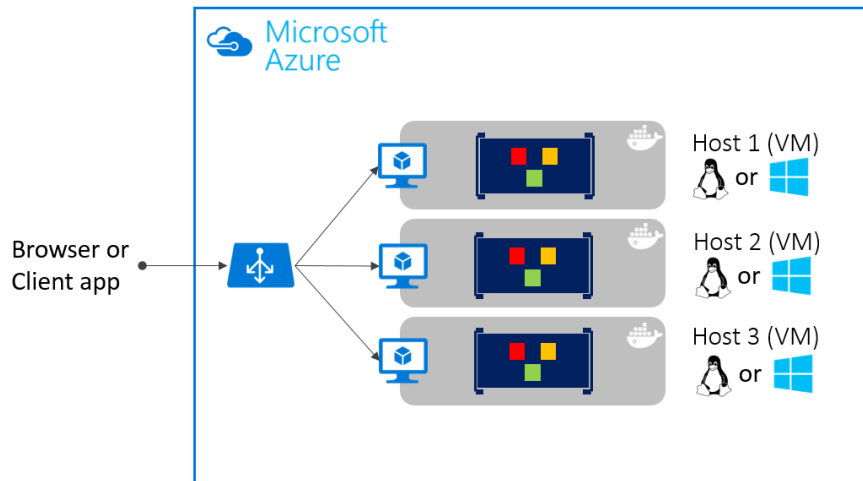 Microsoft
Azure
Host 1 (VM)
or
Host 2 (VM)
or
Browser or
Client app
Host 3 (VM)
or